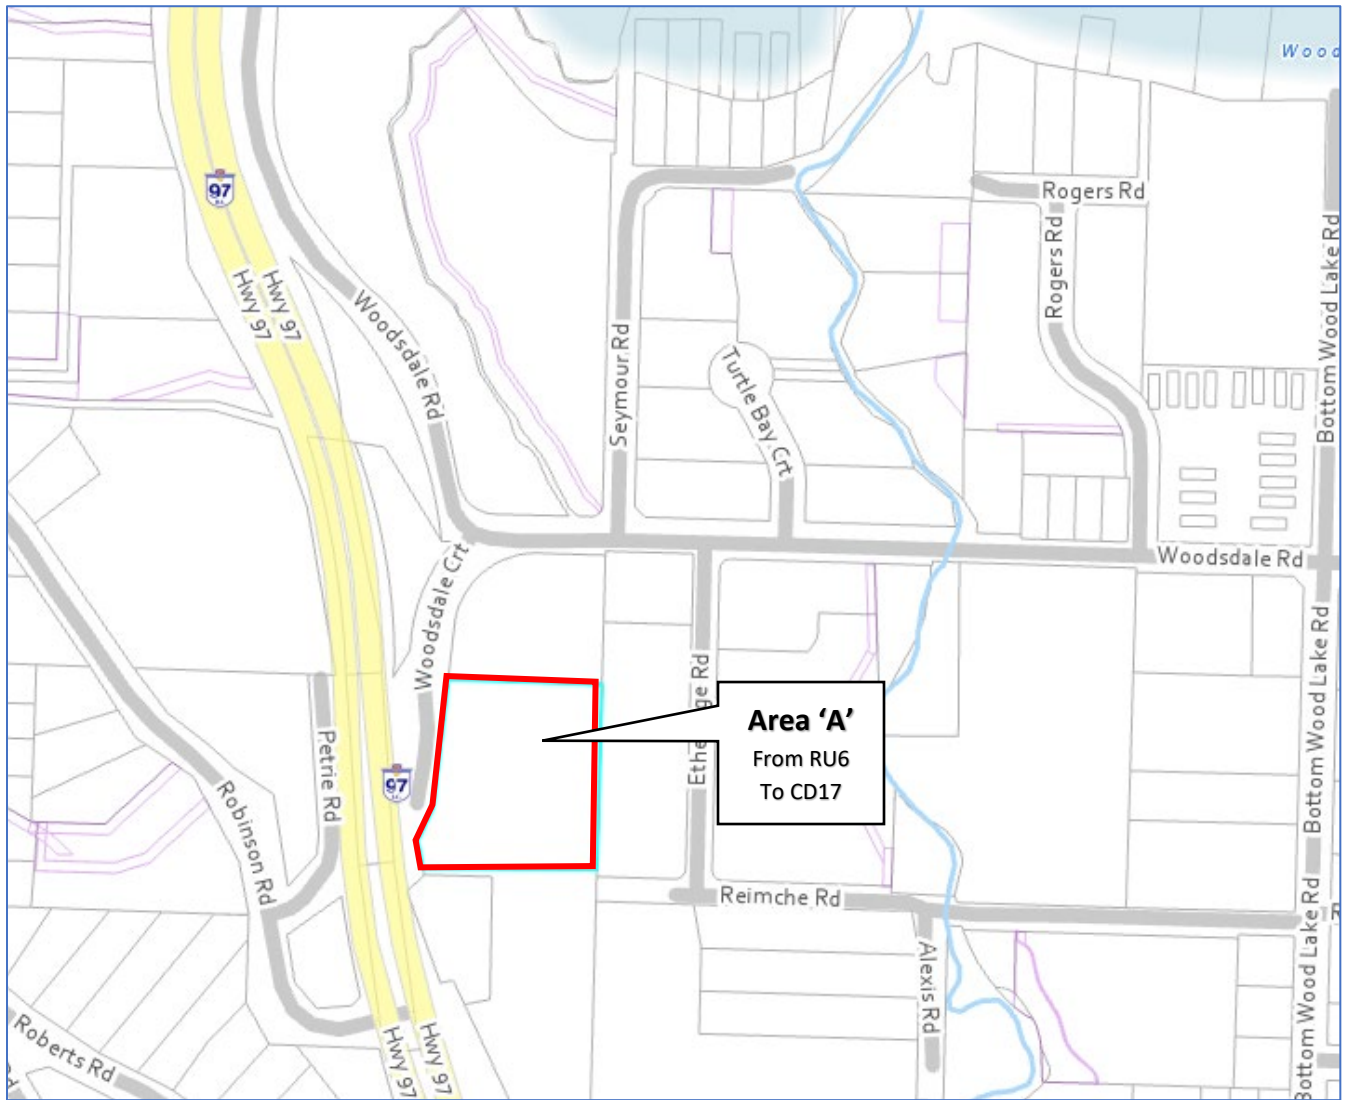 Wood
97
Rogers Rd
Rogers Rd
Bottom Wood Lake Rd
Hwy 97
Hwy 97
Woodsdale Rd
Seymour Rd
Turtle Bay Crt
Woodsdale Rd
Woodsdale Crt
Bottom Wood Lake Rd
Area ‘A’
From RU6
To CD17
Petrie Rd
97
Robinson Rd
Reimche Rd
Alexis Rd
Bottom Wood Lake Rd
Roberts Rd
Hwy 97
Hwy 97